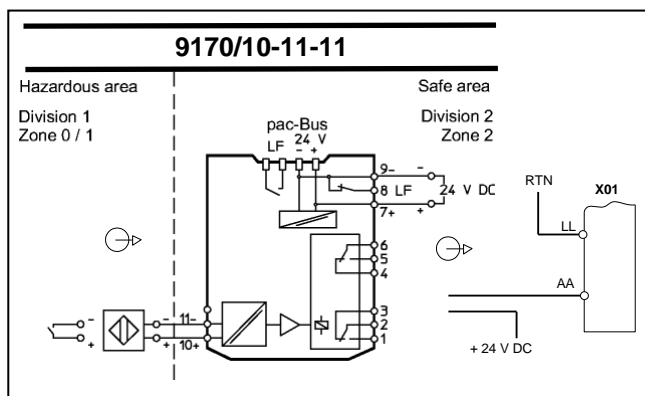 9170/10-11-11
Hazardous area
Safe area
Division 1
Zone 0 / 1
Division 2
Zone 2
pac-Bus
24 V
LF - +
9-
8 LF
7+
-
24 V DC
+
6
5
4
3
2
1
- - 11-
+ + 10+
RTN
X01
LL
AA
+ 24 V DC